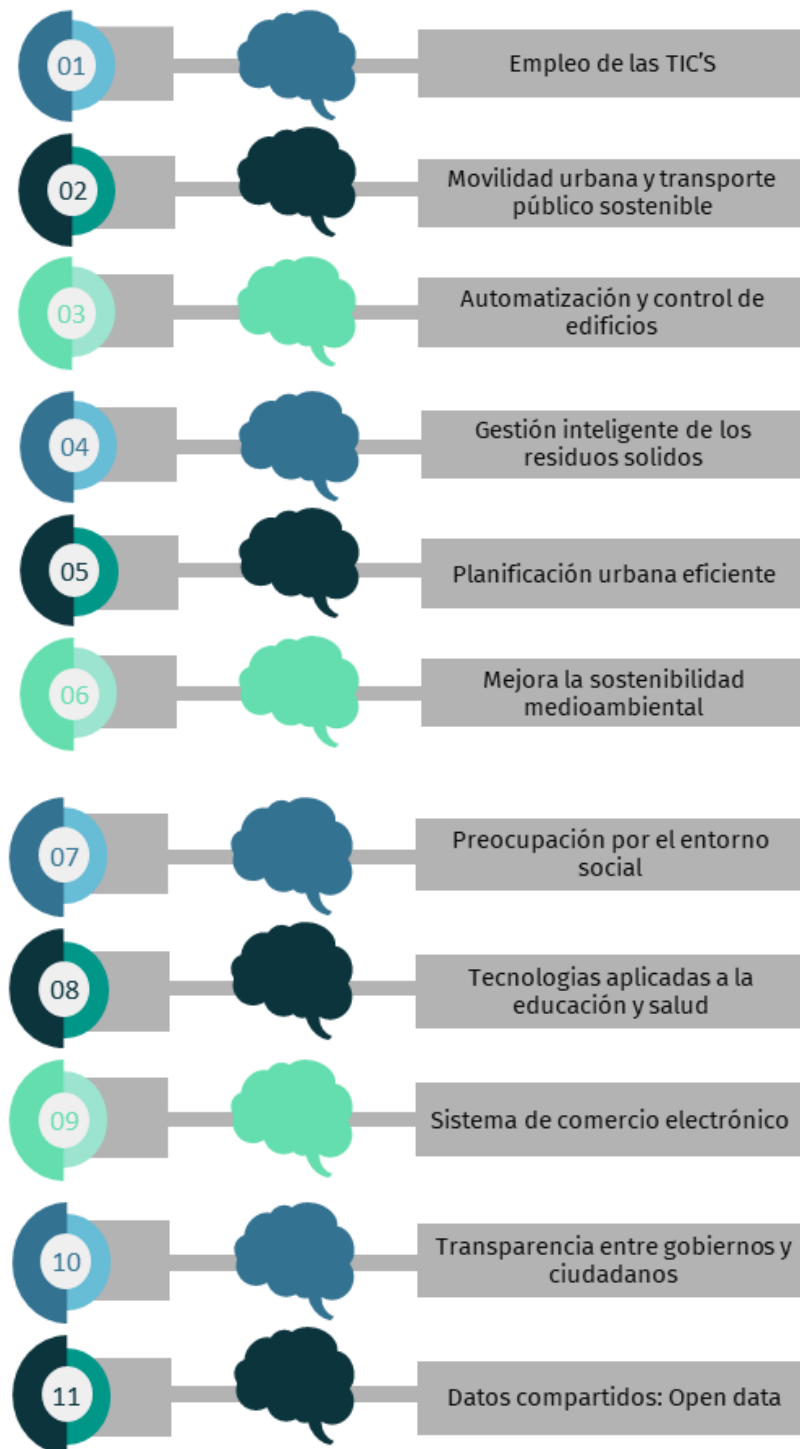 01
Empleo de las TIC'S
02
Movilidad urbana y transporte
público sostenible
03
Automatización y control de
edificios
04
Gestión inteligente de los
residuos solidos
05
Planificación urbana eficiente
06
Mejora la sostenibilidad
medioambiental
07
Preocupación por el entorno
social
08
Tecnologias aplicadas a la
educación y salud
09
Sistema de comercio electrónico
10
Transparencia entre gobiernos y
ciudadanos
11
Datos compartidos: Open data